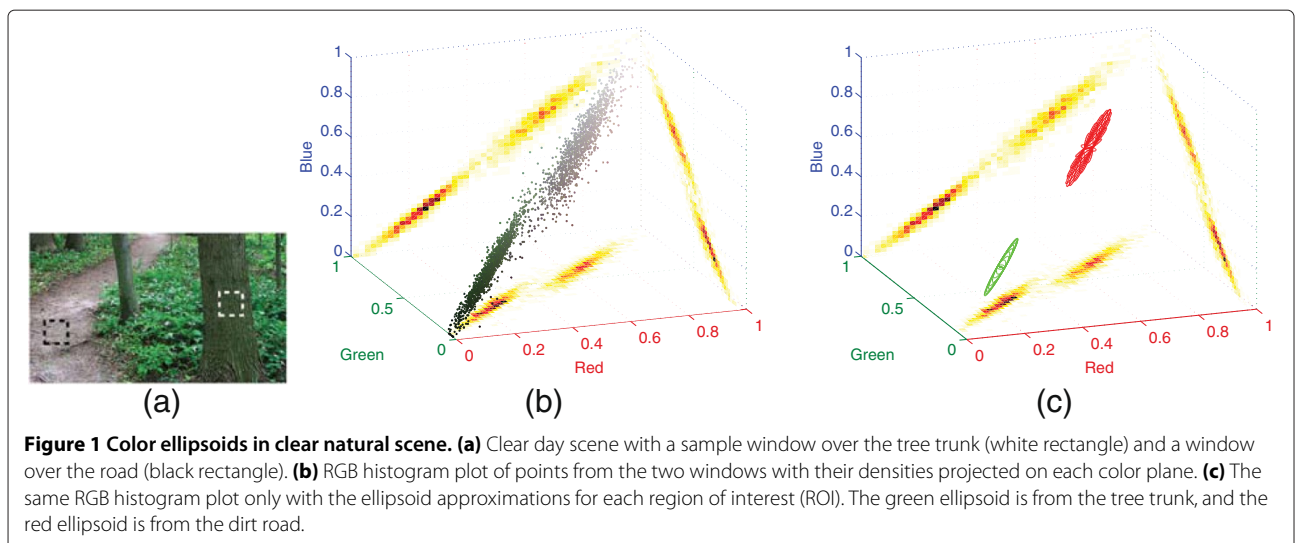 1
0.8
0.6
0.4
0.2
0
Blue
1
0.5
0
Green
0
0.2
0.4
0.6
0.8
1
Red
1
0.8
0.6
0.4
0.2
0
Blue
1
0.5
0
Green
0
0.2
0.4
0.6
0.8
1
Red
(a)
(b)
(c)
Figure 1 Color ellipsoids in clear natural scene. (a) Clear day scene with a sample window over the tree trunk (white rectangle) and a window
over the road (black rectangle). (b) RGB histogram plot of points from the two windows with their densities projected on each color plane. (c) The
same RGB histogram plot only with the ellipsoid approximations for each region of interest (ROI). The green ellipsoid is from the tree trunk, and the
red ellipsoid is from the dirt road.